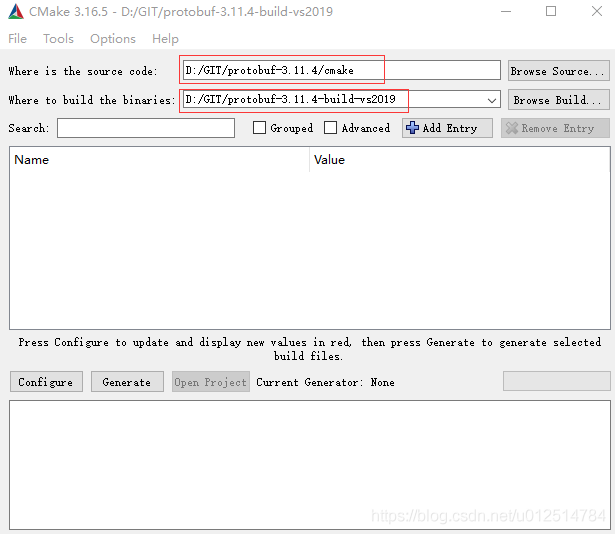 CMake 3.16.5 - D:/GIT/protobuf-3.11.4-build-vs2019
File Tools Options Help
Where is the source code: D:/GIT/protobuf-3.11.4/cmake Browse Source...
Where to build the binaries: D:/GIT/protobuf-3.11.4-build-vs2019 Browse Build...
Search: Grouped Advanced Add Entry Remove Entry
Name Value
Press Configure to update and display new values in red, then press Generate to generate selected
build files.
Configure Generate Open Project Current Generator: None
https://blog.csdn.net/u012514784